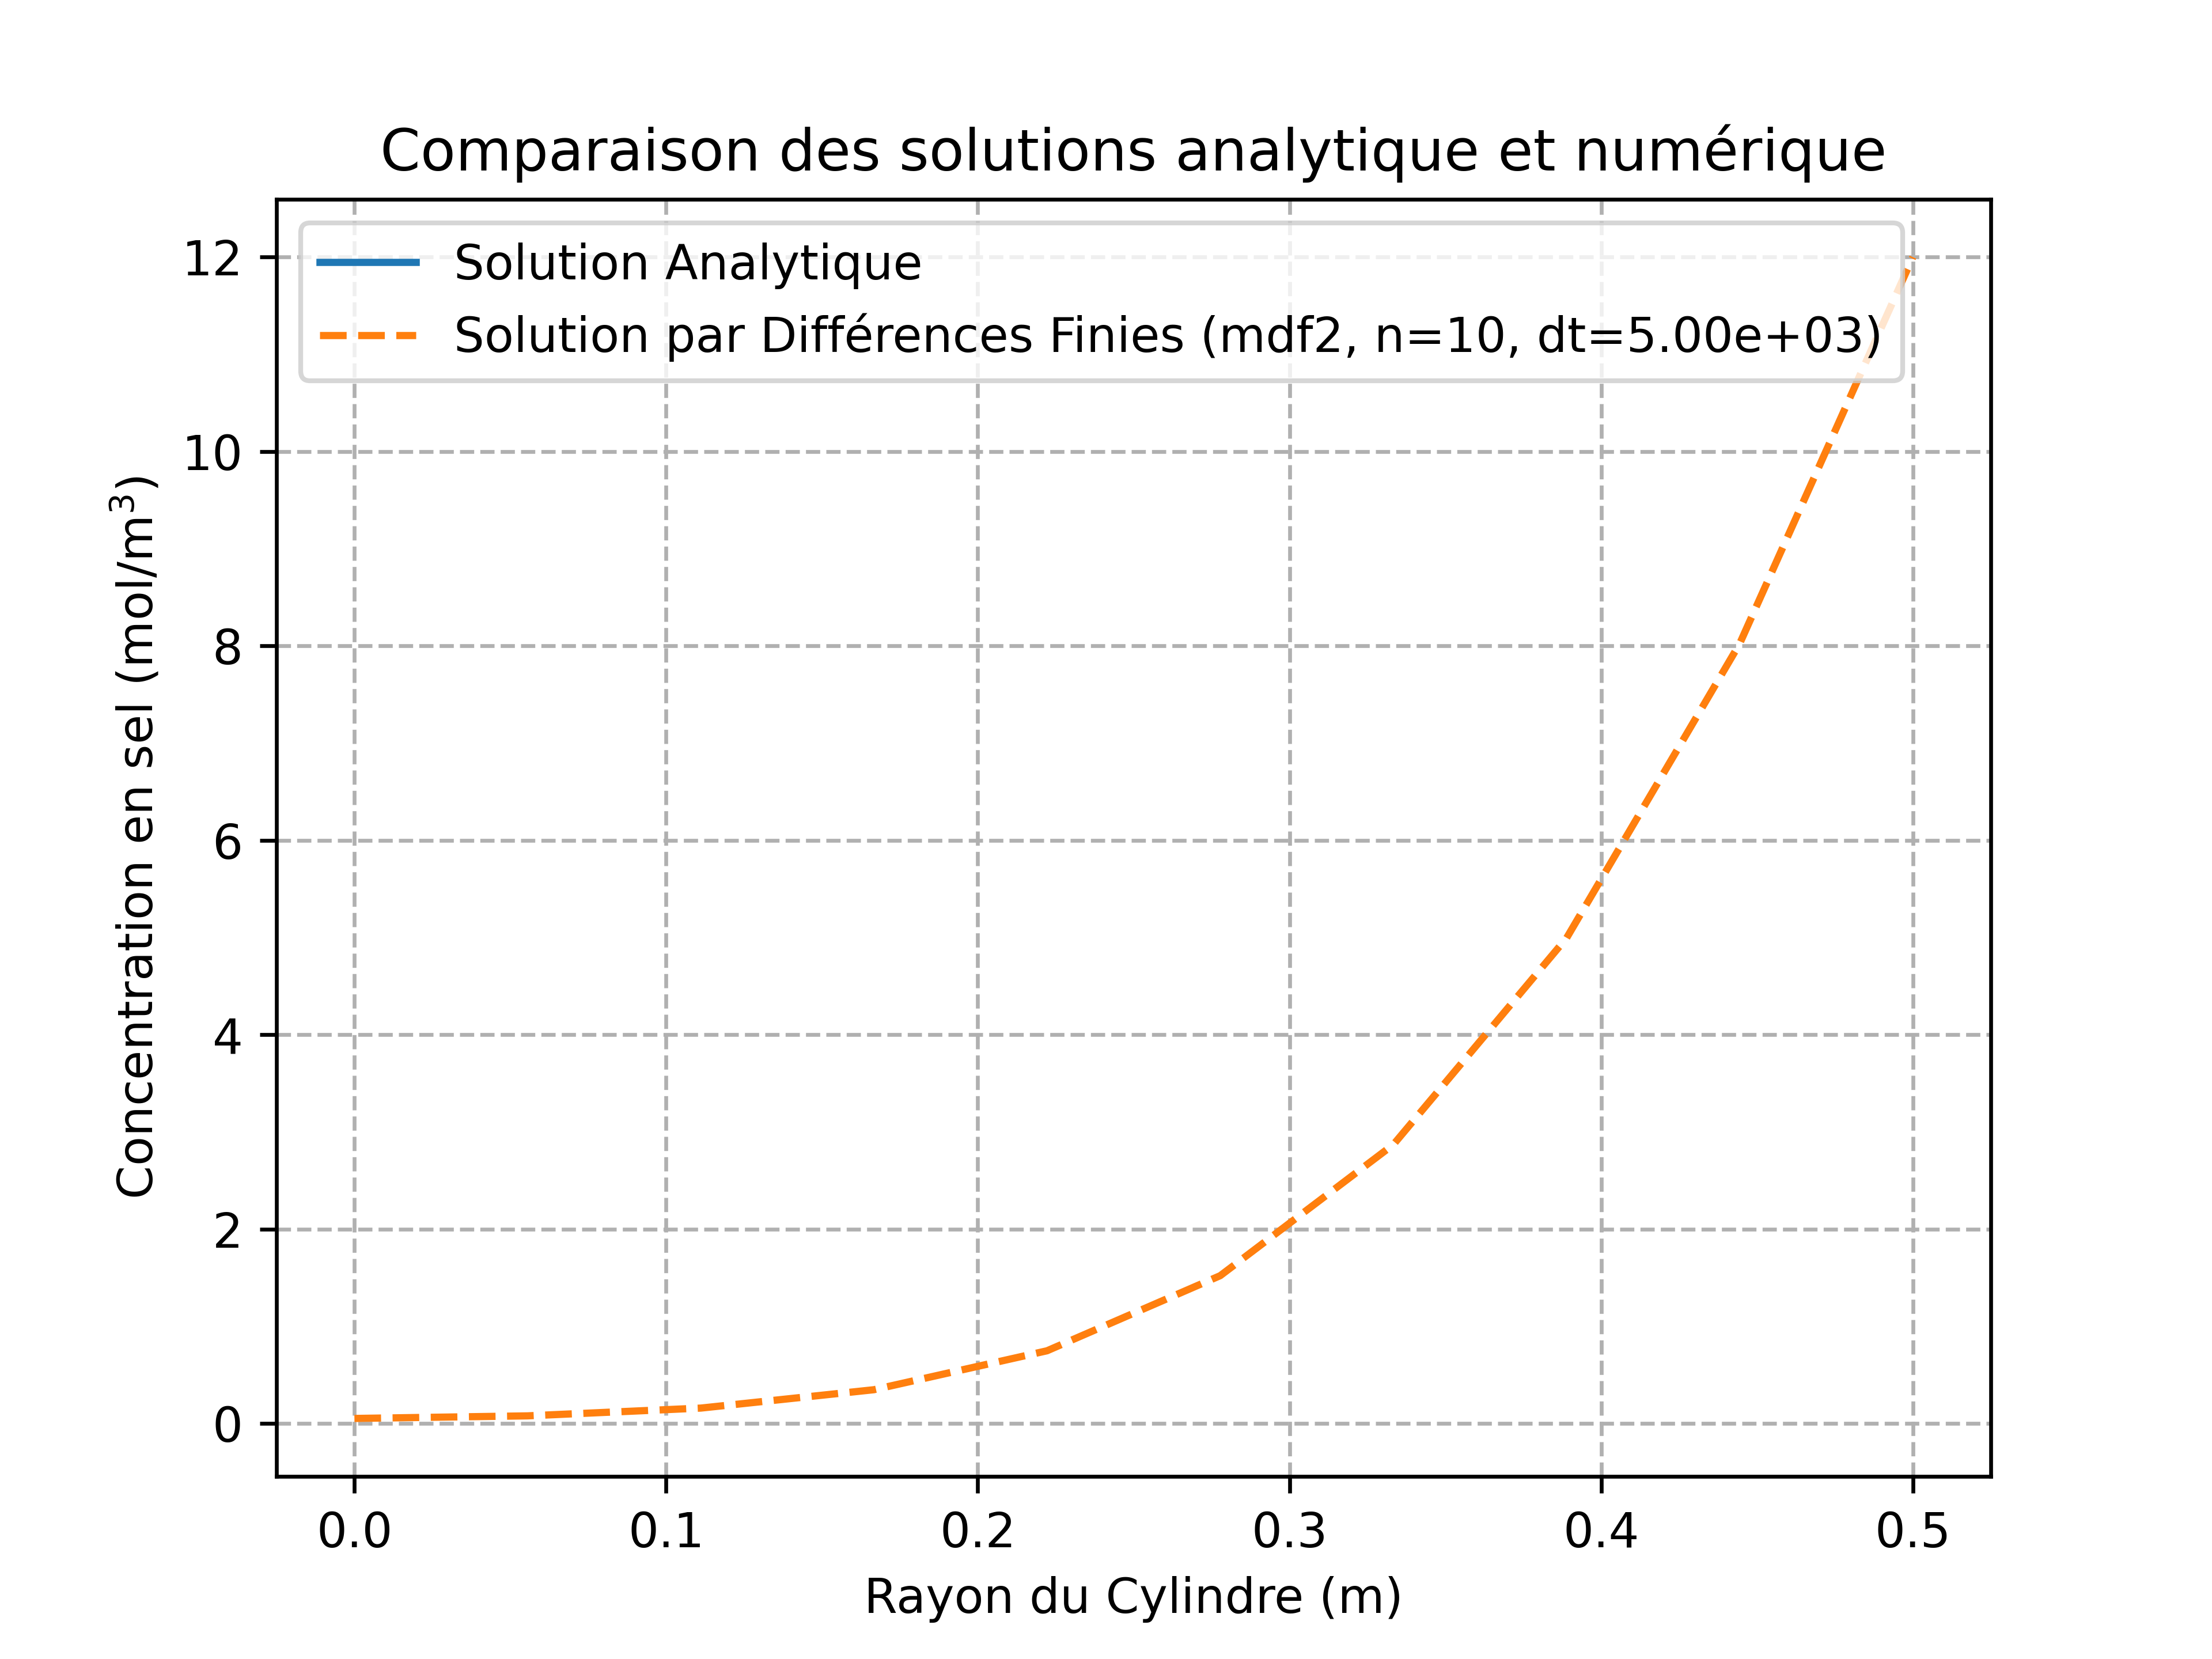 Comparaison des solutions analytique et numérique
Solution Analytique
Solution par Différences Finies (mdf2, n=10, dt=5.00e+03)
Concentration en sel (mol/m³)
12
10
8
6
4
2
0
0.0 0.1 0.2 0.3 0.4 0.5
Rayon du Cylindre (m)